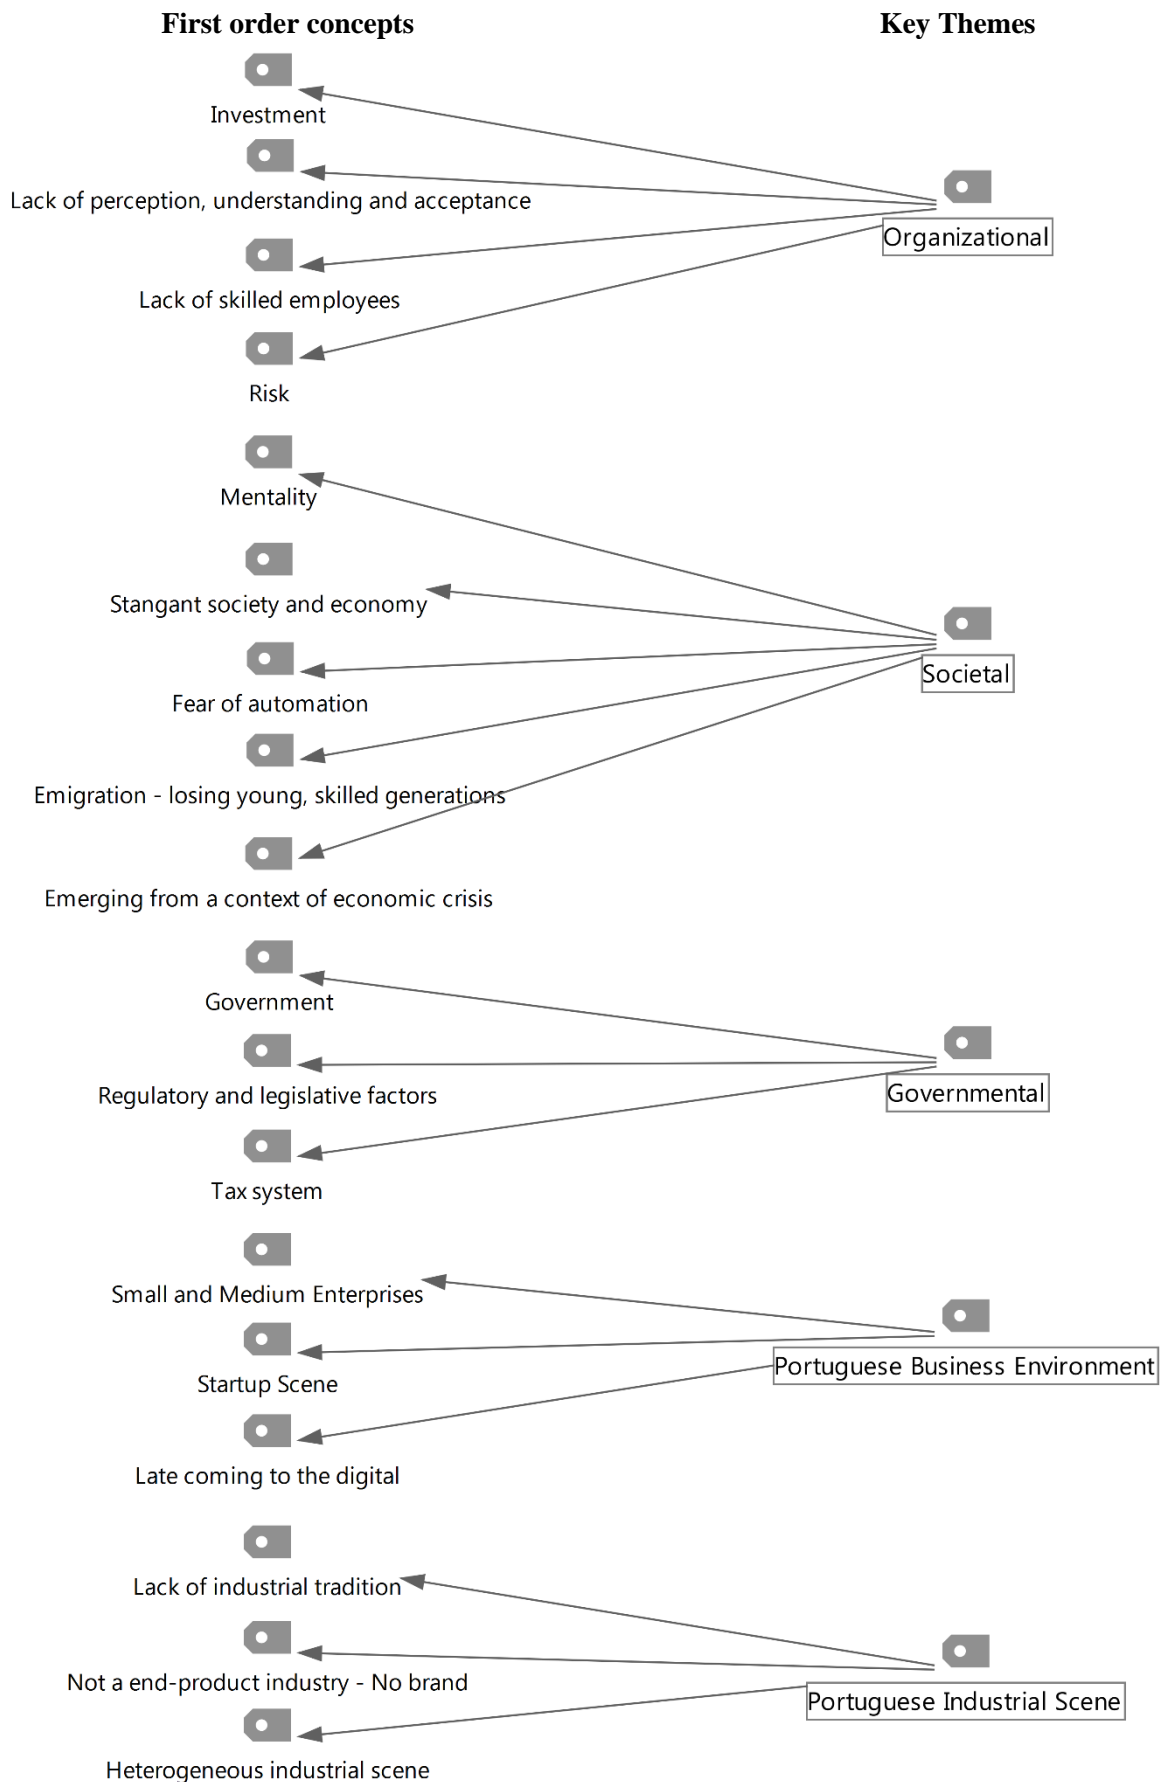 First order concepts
Key Themes
Investment
Lack of perception, understanding and acceptance
Organizational
Lack of skilled employees
Risk
Mentality
Stangant society and economy
Societal
Fear of automation
Emigration - losing young, skilled generations
Emerging from a context of economic crisis
Government
Governmental
Regulatory and legislative factors
Tax system
Small and Medium Enterprises
Portuguese Business Environment
Startup Scene
Late coming to the digital
Lack of industrial tradition
Not a end-product industry - No brand
Portuguese Industrial Scene
Heterogeneous industrial scene